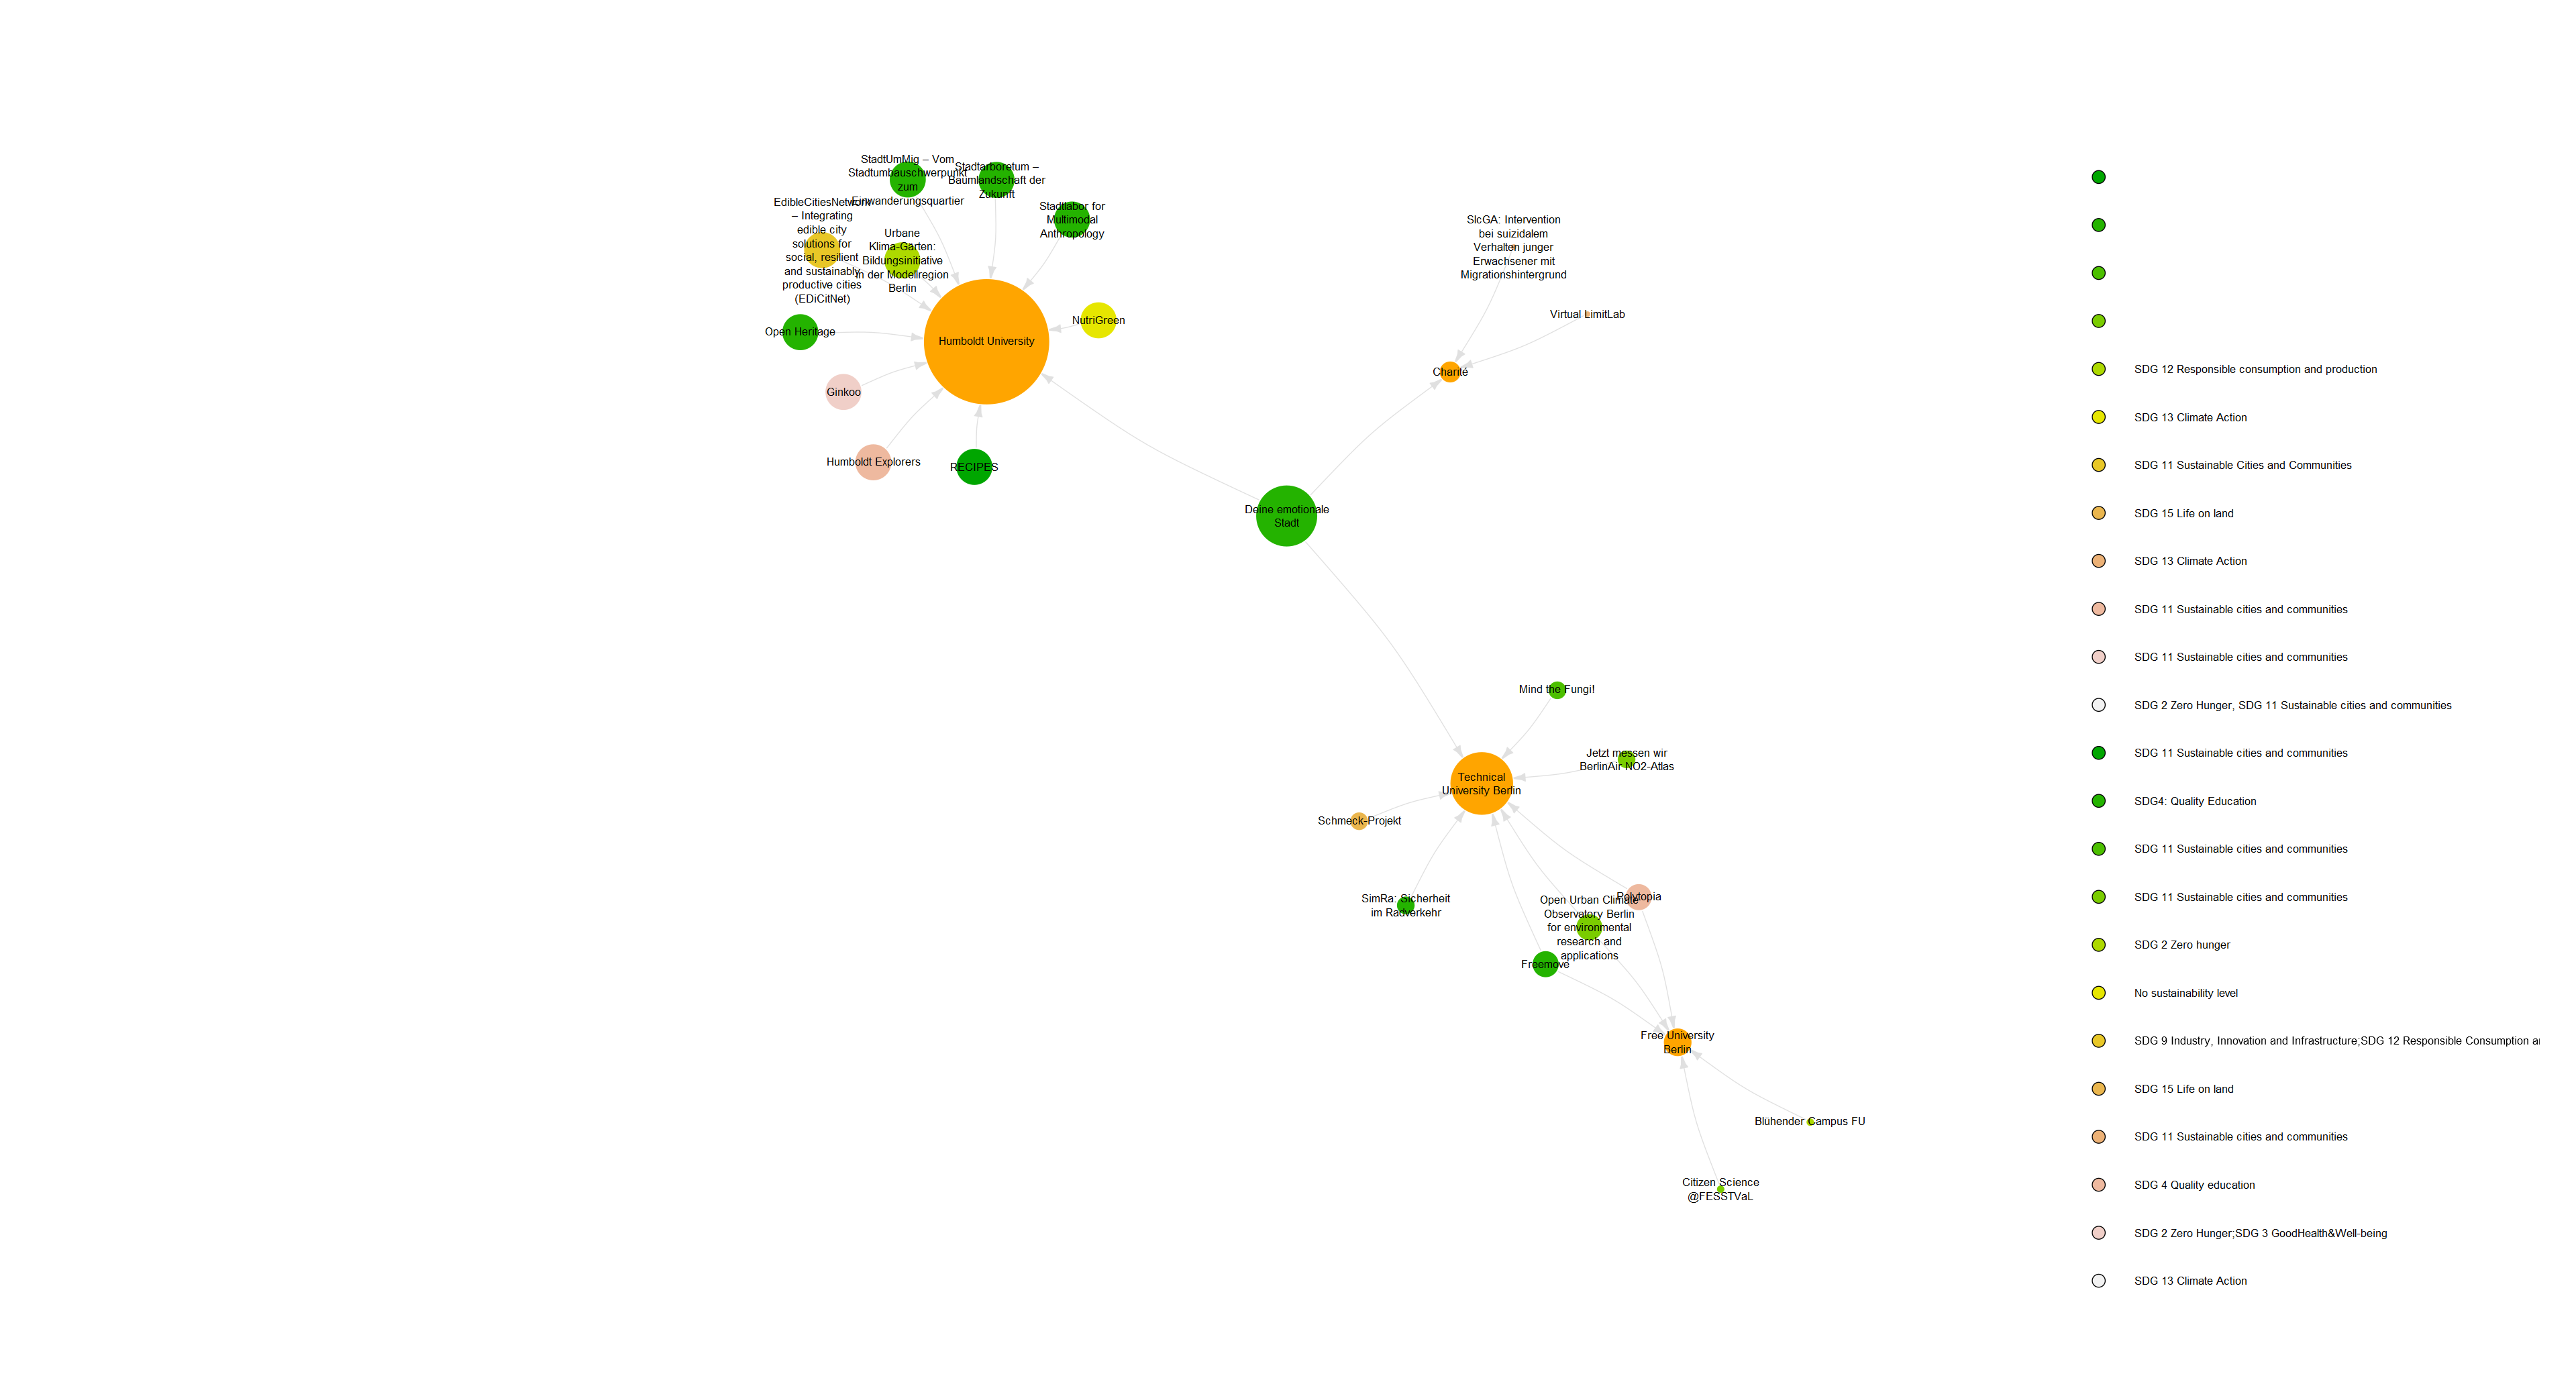 StadtUmMig – Vom
Stadtumbauschwerpunkt
zum
Einwanderungsquartier
Stadtarboretum –
Baumlandschaft der
Zukunft
Stadtlabor for
Multimodal
Anthropology
EdibleCitiesNetwork
– Integrating
edible city
solutions for
social, resilient
and sustainably
productive cities
(EDiCitNet)
Urbane
Klima-Gärten:
Bildungsinitiative
in der Modellregion
Berlin
Open Heritage
Humboldt University
NutriGreen
Ginkoo
Humboldt Explorers
RECIPES
SIcGA: Intervention
bei suizidalem
Verhalten junger
Erwachsener mit
Migrationshintergrund
Virtual LimitLab
Charité
Deine emotionale
Stadt
Mind the Fungi!
Jetzt messen wir
BerlinAir NO2-Atlas
Technical
University Berlin
Schmeck-Projekt
SimRa: Sicherheit
im Radverkehr
Polytopia
Open Urban Climate
Observatory Berlin
for environmental
research and
applications
Freemove
Free University
Berlin
Blühender Campus FU
Citizen Science
@FESSTVaL
SDG 12 Responsible consumption and production
SDG 13 Climate Action
SDG 11 Sustainable Cities and Communities
SDG 15 Life on land
SDG 13 Climate Action
SDG 11 Sustainable cities and communities
SDG 11 Sustainable cities and communities
SDG 2 Zero Hunger, SDG 11 Sustainable cities and communities
SDG 11 Sustainable cities and communities
SDG4: Quality Education
SDG 11 Sustainable cities and communities
SDG 11 Sustainable cities and communities
SDG 2 Zero hunger
No sustainability level
SDG 9 Industry, Innovation and Infrastructure;SDG 12 Responsible Consumption
SDG 15 Life on land
SDG 11 Sustainable cities and communities
SDG 4 Quality education
SDG 2 Zero Hunger;SDG 3 GoodHealth&Well-being
SDG 13 Climate Action